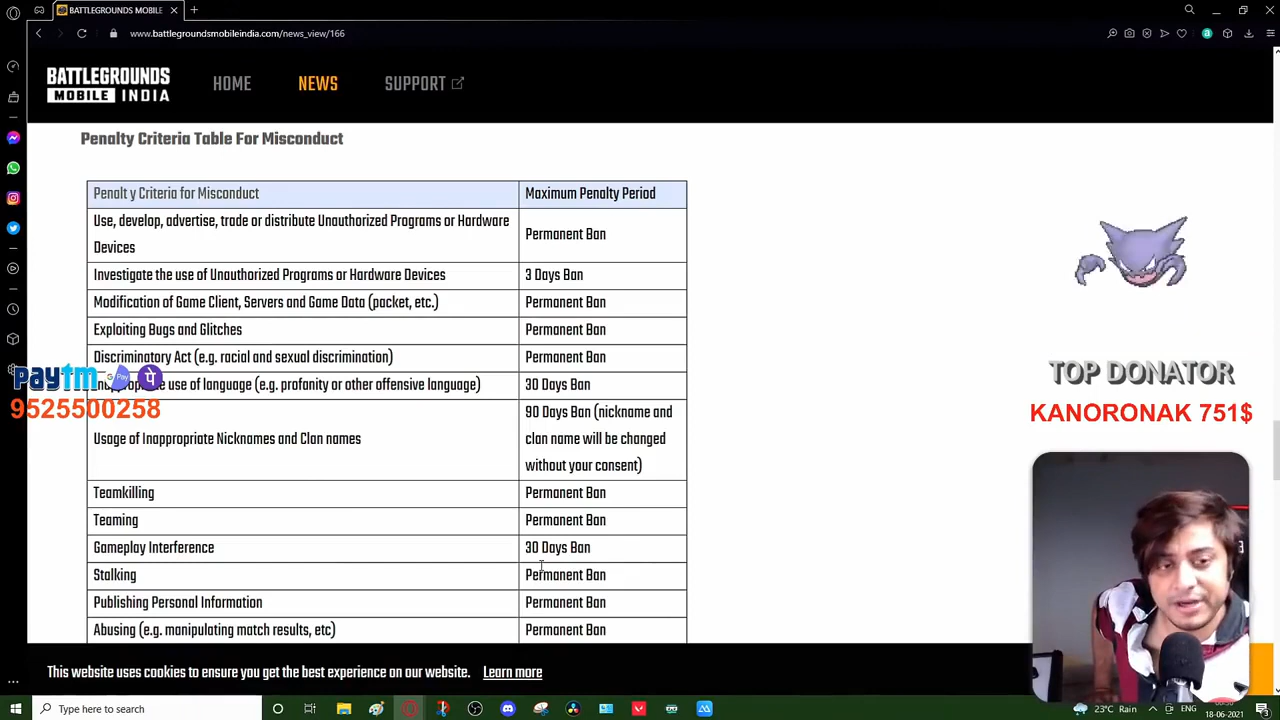 BATTLEGROUNDS MOBILE
www.battlegroundsmobileindia.com/news_view/166
BATTLEGROUNDS
MOBILE INDIA
HOME
NEWS
SUPPORT
Penalty Criteria Table For Misconduct
Penalt y Criteria for Misconduct
Maximum Penalty Period
Use, develop, advertise, trade or distribute Unauthorized Programs or Hardware
Devices
Permanent Ban
Investigate the use of Unauthorized Programs or Hardware Devices
3 Days Ban
Modification of Game Client, Servers and Game Data (packet, etc.)
Permanent Ban
Exploiting Bugs and Glitches
Permanent Ban
Discriminatory Act (e.g. racial and sexual discrimination)
Permanent Ban
use of language (e.g. profanity or other offensive language)
30 Days Ban
Usage of Inappropriate Nicknames and Clan names
90 Days Ban (nickname and
clan name will be changed
without your consent)
Teamkilling
Permanent Ban
Teaming
Permanent Ban
Gameplay Interference
30 Days Ban
Stalking
Permanent Ban
Publishing Personal Information
Permanent Ban
Abusing (e.g. manipulating match results, etc)
Permanent Ban
paytm G Pay पे
9525500258
TOP DONATOR
KANORONAK 751$
This website uses cookies to ensure you get the best experience on our website. Learn more
Type here to search
23°C Rain
ENG
18-06-2021